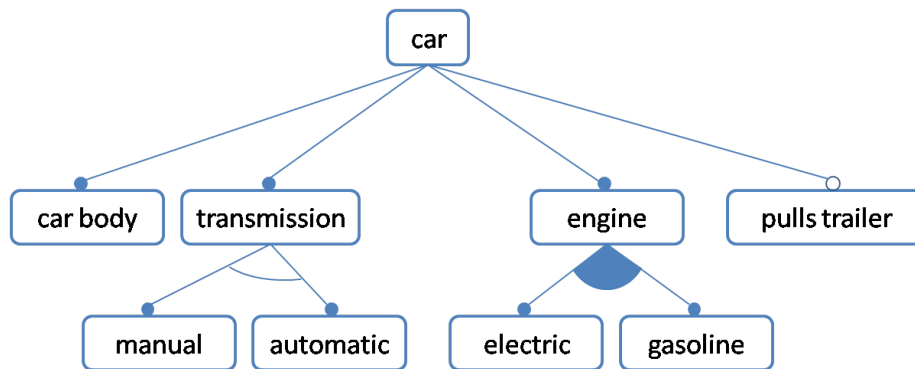 car
car body
transmission
engine
pulls trailer
manual
automatic
electric
gasoline